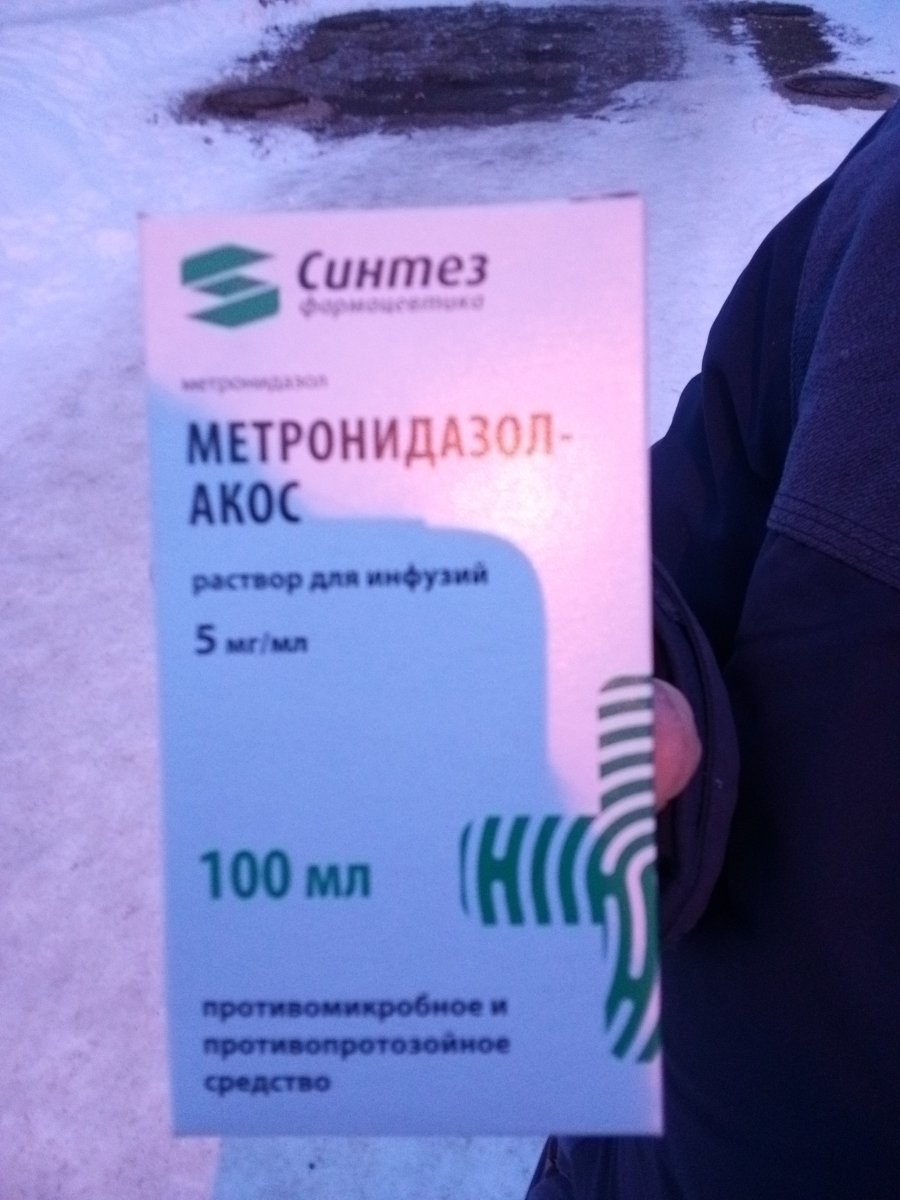 Синтез
фармацевтика
метронидазол
МЕТРОНИДАЗОЛ-
АКОС
раствор для инфузий
5 мг/мл
100 мл
противомикробное и
противопротозойное
средство